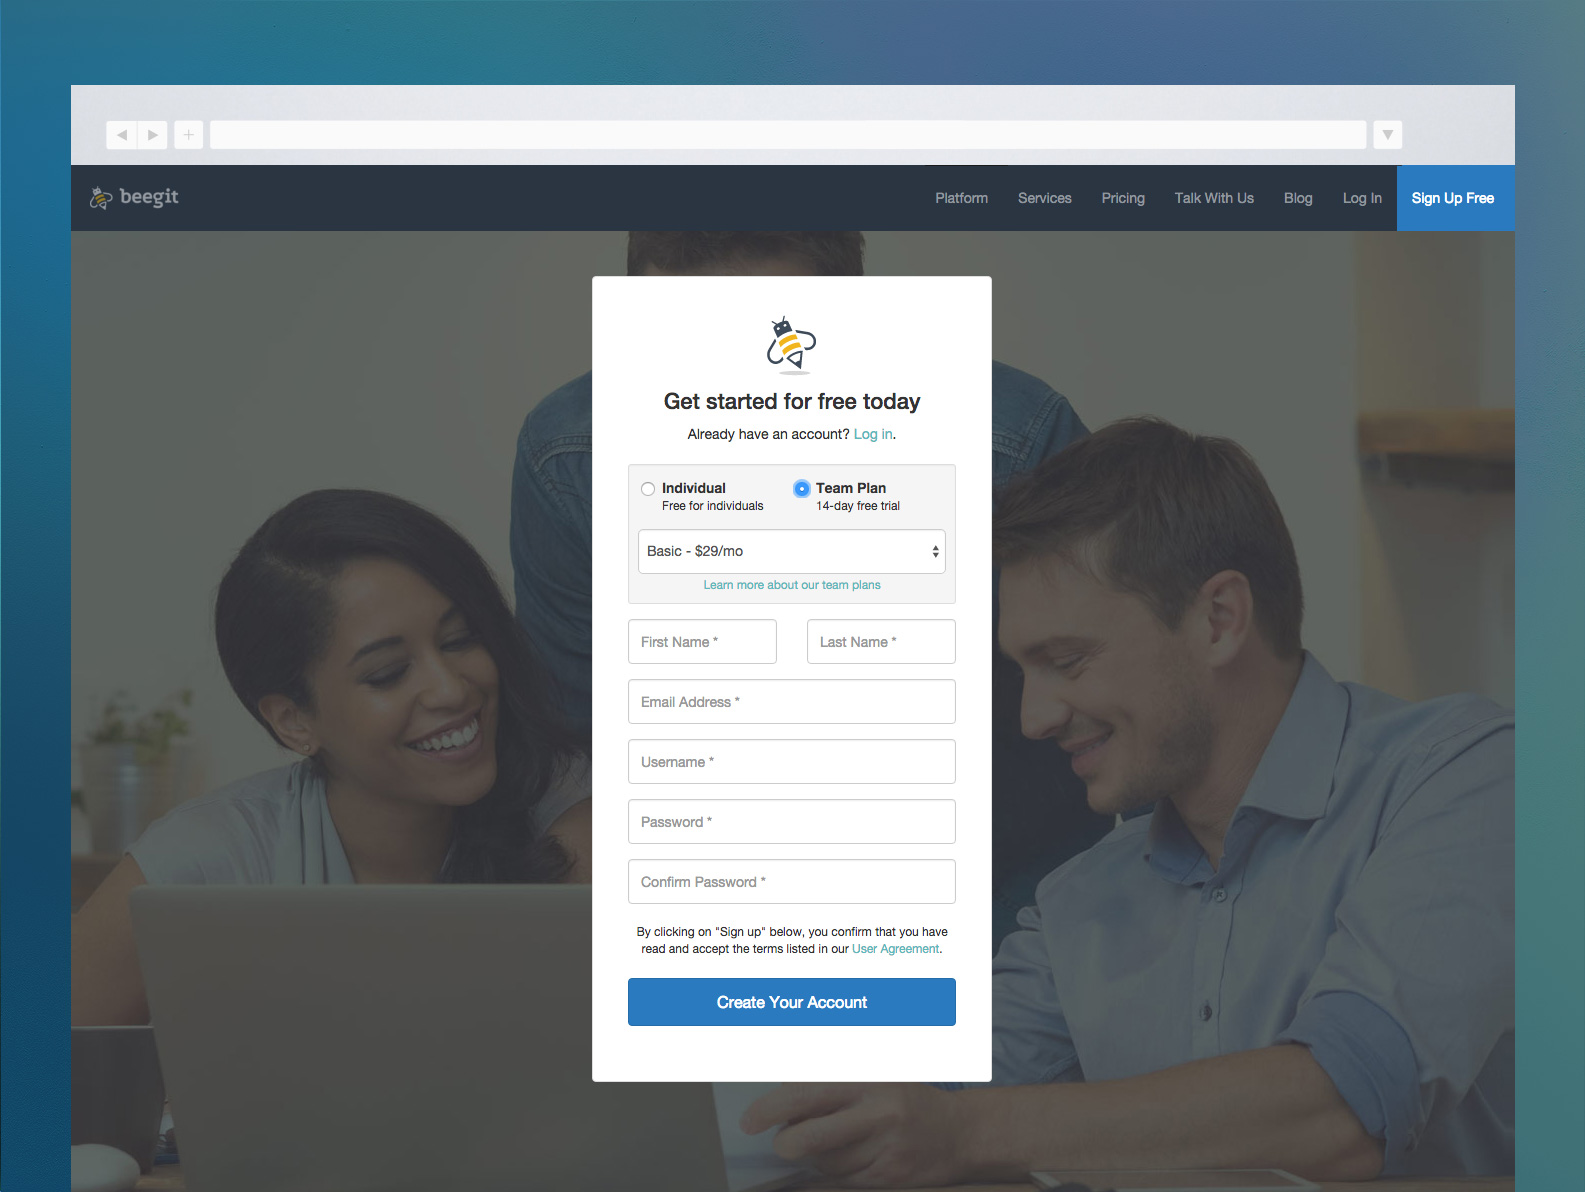 beegit
Platform Services Pricing Talk With Us Blog Log In Sign Up Free
Get started for free today
Already have an account? Log in.
Individual
Free for individuals
Team Plan
14-day free trial
Basic - $29/mo
Learn more about our team plans
First Name *
Last Name *
Email Address *
Username *
Password *
Confirm Password *
By clicking on "Sign up" below, you confirm that you have
read and accept the terms listed in our User Agreement.
Create Your Account